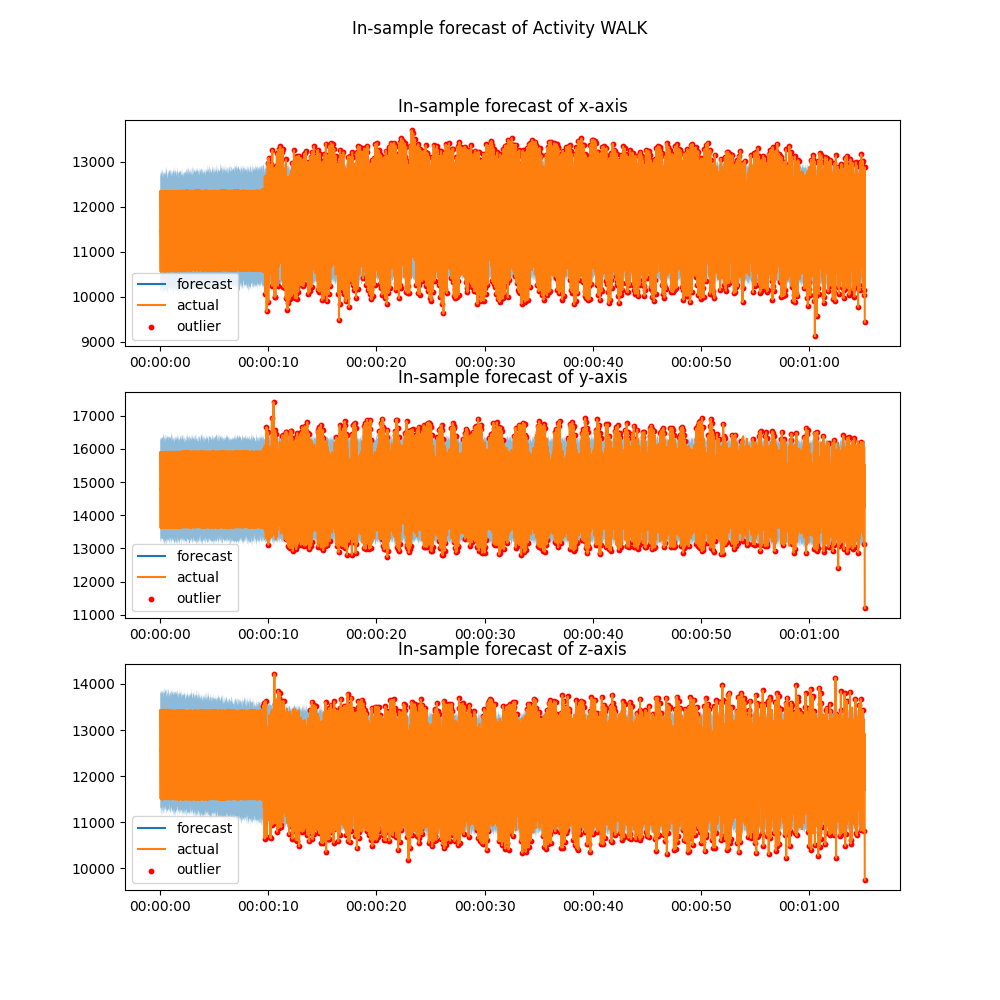 In-sample forecast of Activity WALK
In-sample forecast of x-axis
13000
12000
11000
10000
9000
forecast
actual
outlier
00:00:00 00:00:10 00:00:20 00:00:30 00:00:40 00:00:50 00:01:00
In-sample forecast of y-axis
17000
16000
15000
14000
13000
12000
11000
forecast
actual
outlier
00:00:00 00:00:10 00:00:20 00:00:30 00:00:40 00:00:50 00:01:00
In-sample forecast of z-axis
14000
13000
12000
11000
10000
forecast
actual
outlier
00:00:00 00:00:10 00:00:20 00:00:30 00:00:40 00:00:50 00:01:00